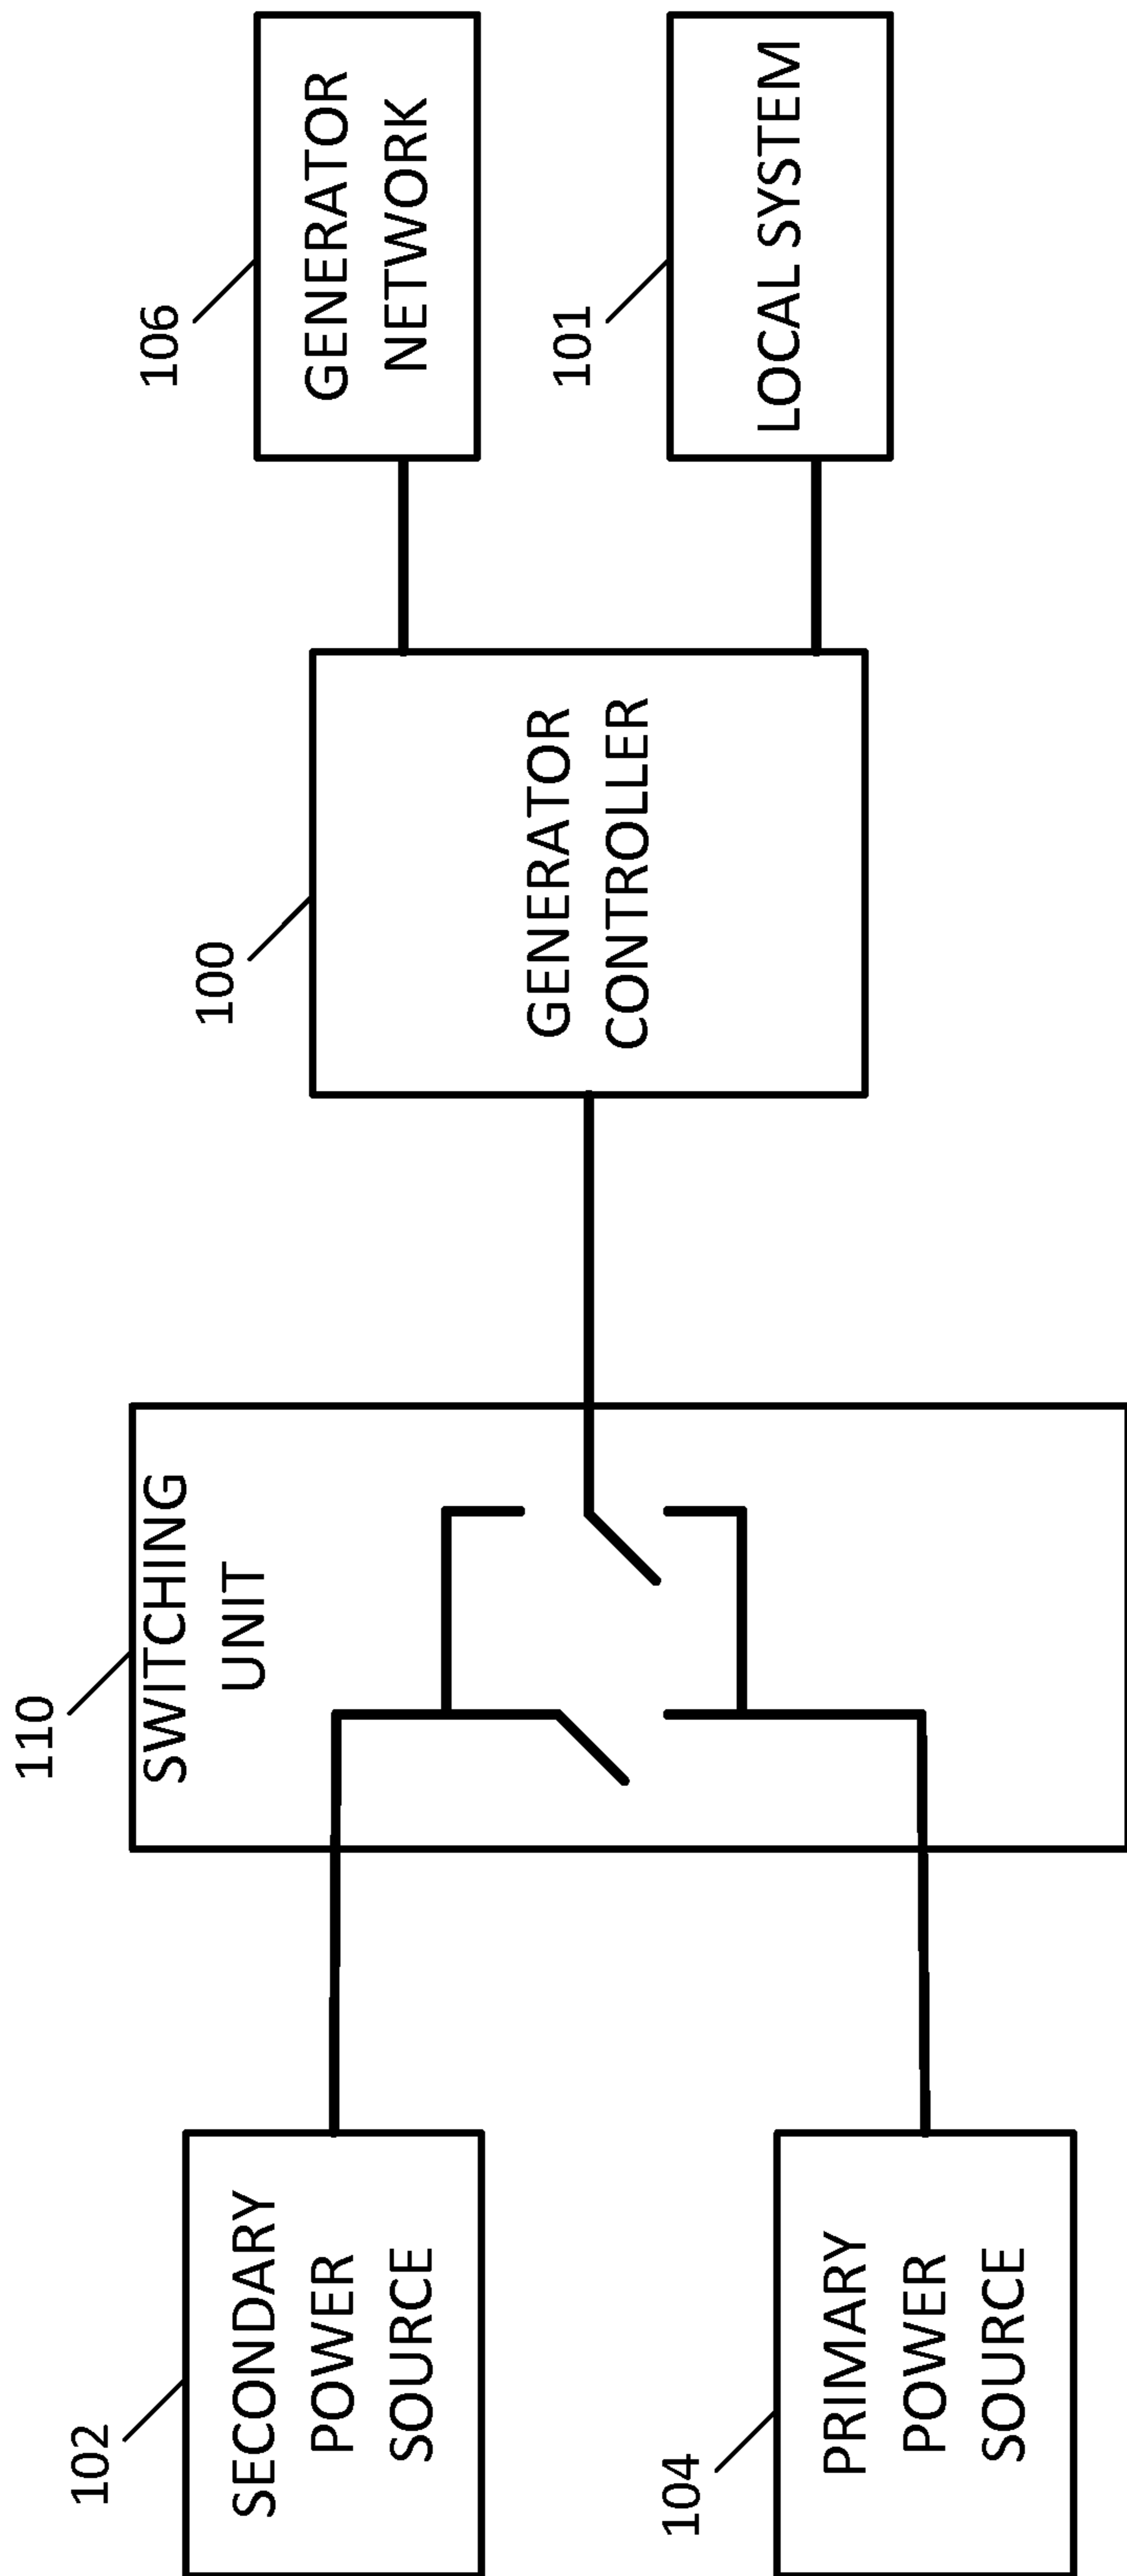 102
SECONDARY
POWER
SOURCE
104
PRIMARY
POWER
SOURCE
110
SWITCHING
UNIT
100
GENERATOR
CONTROLLER
106
GENERATOR
NETWORK
101
LOCAL SYSTEM